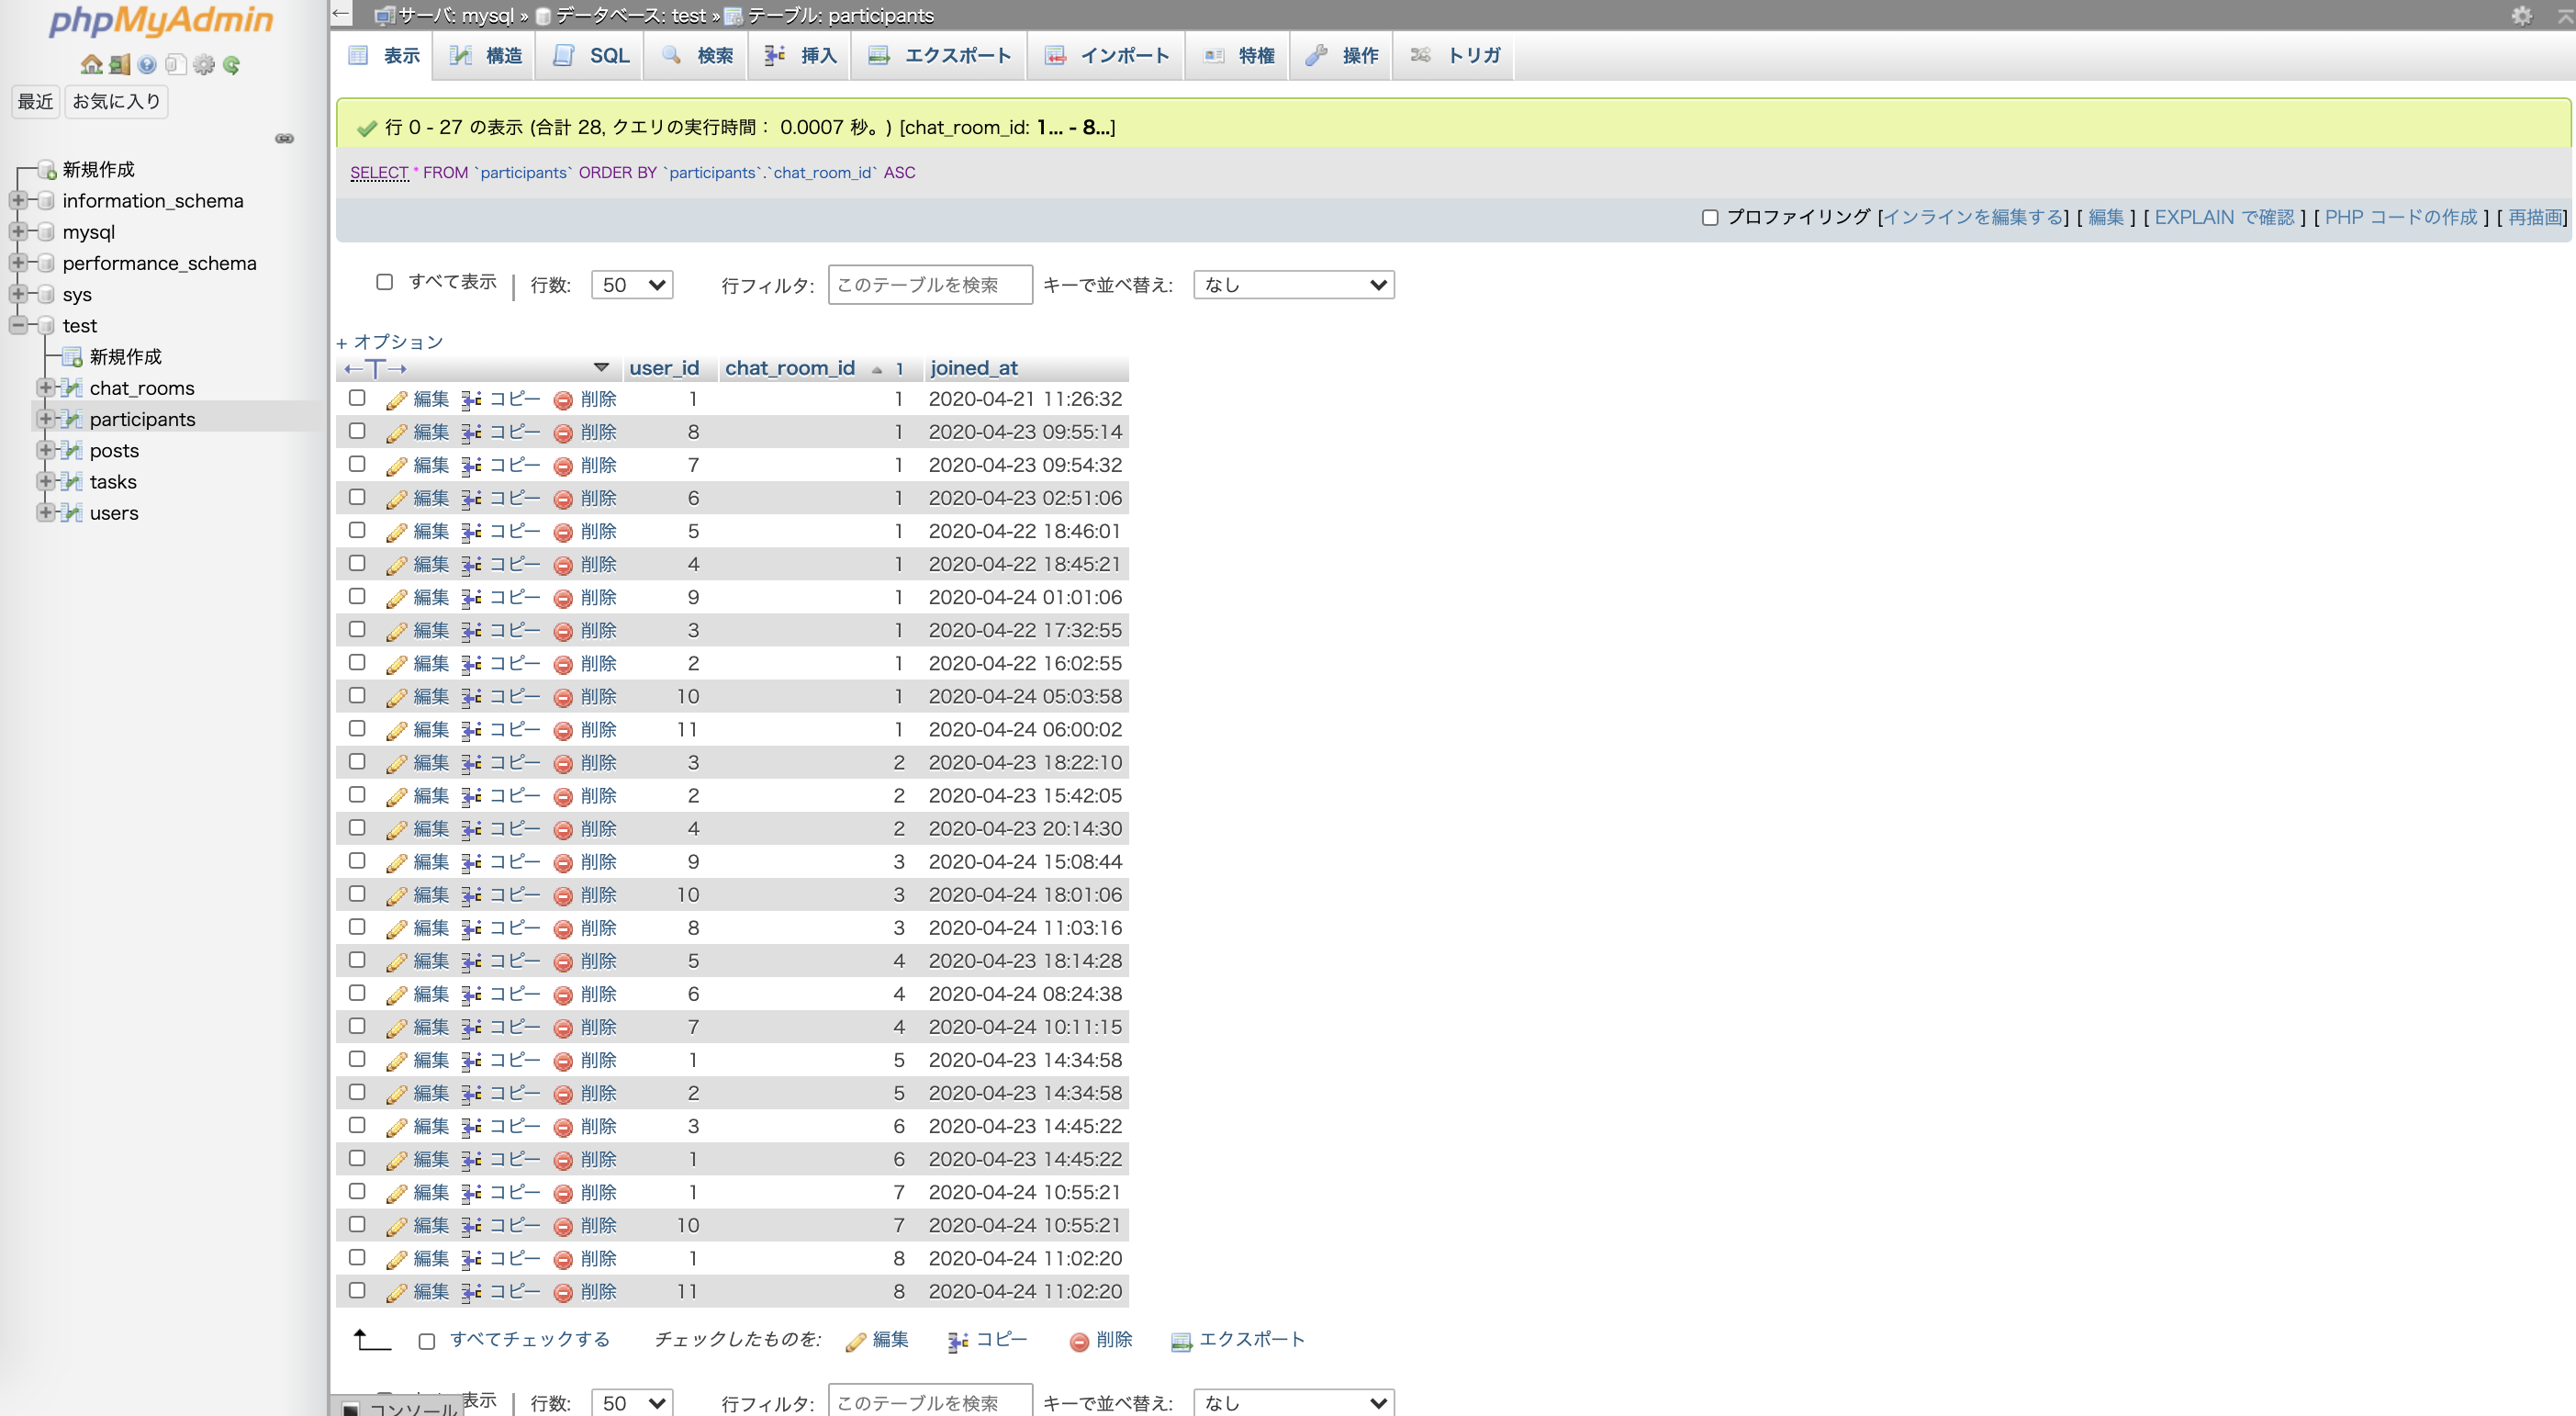 phpMyAdmin
最近 お気に入り
新規作成
information_schema
mysql
performance_schema
sys
test
新規作成
chat_rooms
participants
posts
tasks
users
← サーバ: mysql » データベース: test » テーブル: participants
表示 構造 SQL 検索 挿入 エクスポート インポート 特権 操作 トリガ
行 0 - 27 の表示 (合計 28, クエリの実行時間： 0.0007 秒。) [chat_room_id: 1... - 8...]
SELECT * FROM `participants` ORDER BY `participants`.`chat_room_id` ASC
プロファイリング [インラインを編集する] [ 編集 ] [ EXPLAIN で確認 ] [ PHP コードの作成 ] [ 再描画]
すべて表示 | 行数: 50 行フィルタ: このテーブルを検索 キーで並べ替え: なし
+ オプション
←T→ user_id chat_room_id 1 joined_at
編集 コピー 削除 1 1 2020-04-21 11:26:32
編集 コピー 削除 8 1 2020-04-23 09:55:14
編集 コピー 削除 7 1 2020-04-23 09:54:32
編集 コピー 削除 6 1 2020-04-23 02:51:06
編集 コピー 削除 5 1 2020-04-22 18:46:01
編集 コピー 削除 4 1 2020-04-22 18:45:21
編集 コピー 削除 9 1 2020-04-24 01:01:06
編集 コピー 削除 3 1 2020-04-22 17:32:55
編集 コピー 削除 2 1 2020-04-22 16:02:55
編集 コピー 削除 10 1 2020-04-24 05:03:58
編集 コピー 削除 11 1 2020-04-24 06:00:02
編集 コピー 削除 3 2 2020-04-23 18:22:10
編集 コピー 削除 2 2 2020-04-23 15:42:05
編集 コピー 削除 4 2 2020-04-23 20:14:30
編集 コピー 削除 9 3 2020-04-24 15:08:44
編集 コピー 削除 10 3 2020-04-24 18:01:06
編集 コピー 削除 8 3 2020-04-24 11:03:16
編集 コピー 削除 5 4 2020-04-23 18:14:28
編集 コピー 削除 6 4 2020-04-24 08:24:38
編集 コピー 削除 7 4 2020-04-24 10:11:15
編集 コピー 削除 1 5 2020-04-23 14:34:58
編集 コピー 削除 2 5 2020-04-23 14:34:58
編集 コピー 削除 3 6 2020-04-23 14:45:22
編集 コピー 削除 1 6 2020-04-23 14:45:22
編集 コピー 削除 1 7 2020-04-24 10:55:21
編集 コピー 削除 10 7 2020-04-24 10:55:21
編集 コピー 削除 1 8 2020-04-24 11:02:20
編集 コピー 削除 11 8 2020-04-24 11:02:20
すべてチェックする チェックしたものを: 編集 コピー 削除 エクスポート
表示 | 行数: 50 行フィルタ: このテーブルを検索 キーで並べ替え: なし
コンソール